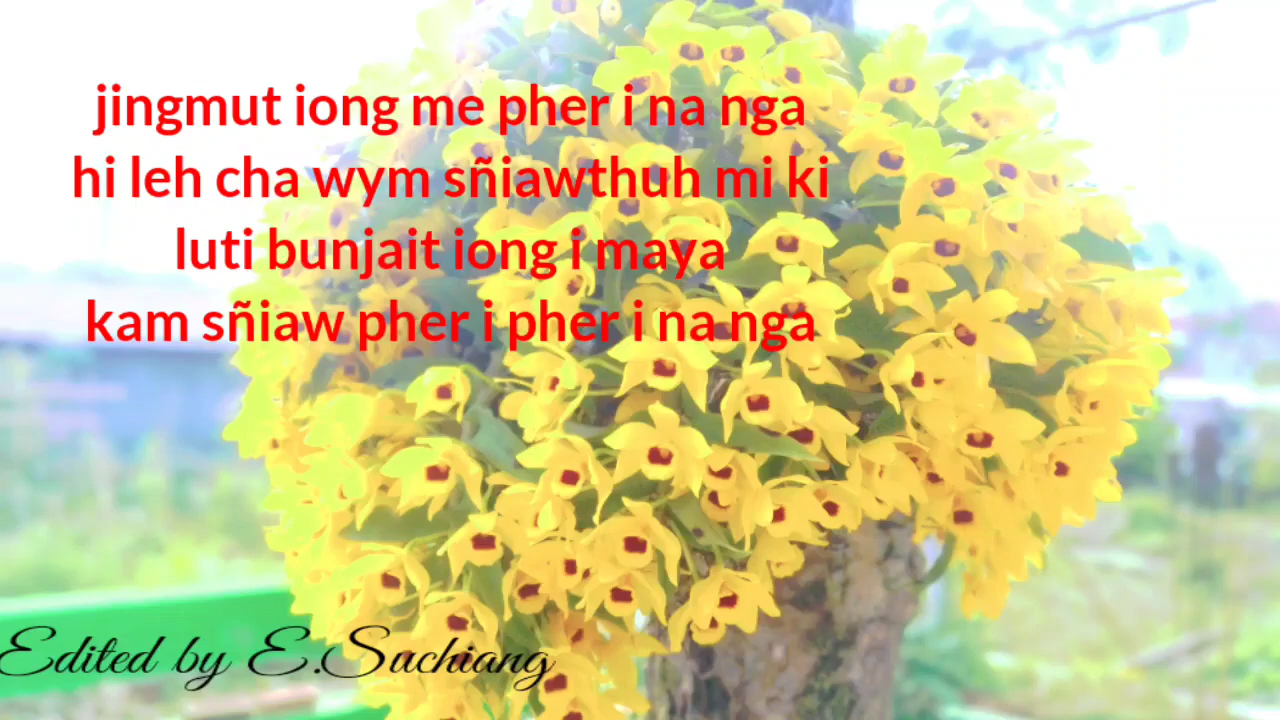 jingmut iong me pher i na nga
hi leh cha wym sñiawthuh mi ki
luti bunjait iong i maya
kam sñiaw pher i pher i na nga
Edited by E.Suchiang